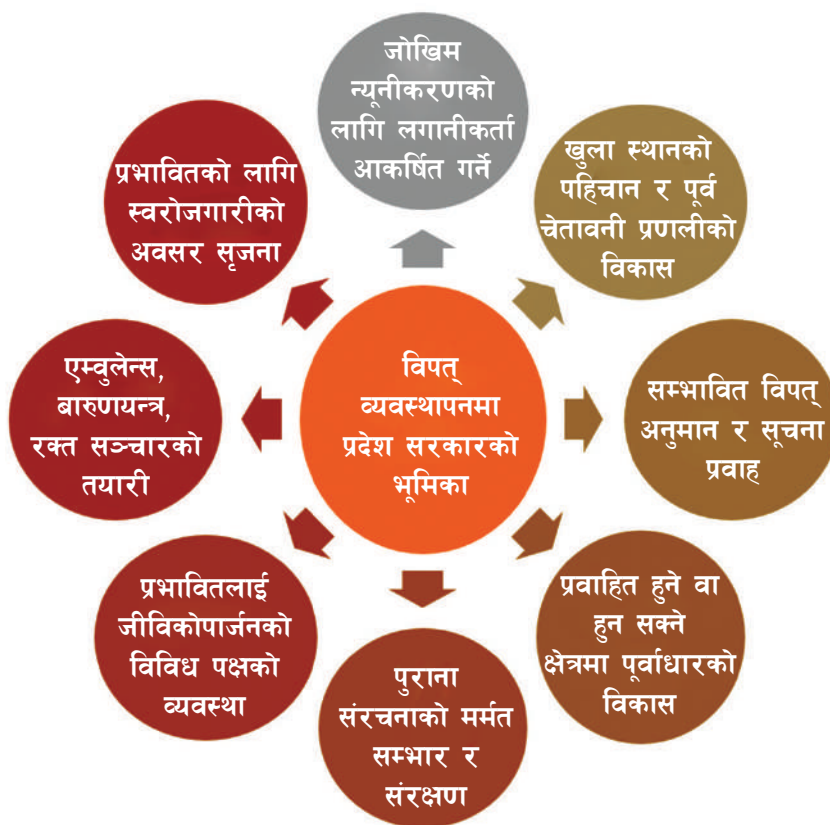 जोखिम
न्यूनीकरणको
लागि लगानीकर्ता
आकर्षित गर्ने
खुला स्थानको
पहिचान र पूर्व
चेतावनी प्रणलीको
विकास
सम्भावित विपत्
अनुमान र सूचना
प्रवाह
प्रवाहित हुने वा
हुन सक्ने
क्षेत्रमा पूर्वाधारको
विकास
पुराना
संरचनाको मर्मत
सम्भार र
संरक्षण
प्रभावितलाई
जीविकोपार्जनको
विविध पक्षको
व्यवस्था
एम्वुलेन्स,
बारुणयन्त्र,
रक्त सञ्चारको
तयारी
प्रभावितको लागि
स्वरोजगारीको
अवसर सृजना
विपत्
व्यवस्थापनमा
प्रदेश सरकारको
भूमिका